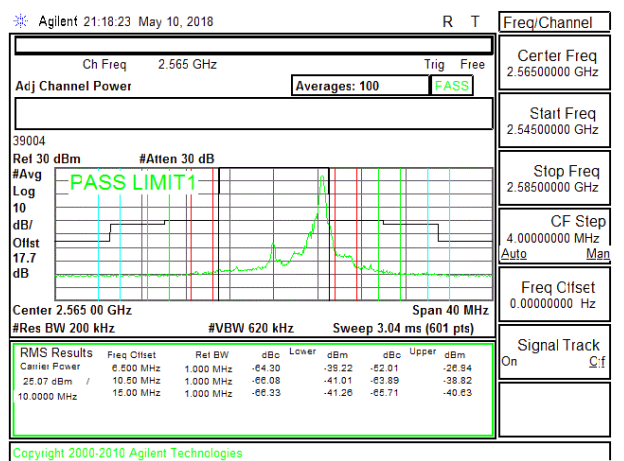 Agilent 21:18:23 May 10, 2018 R T
Freq/Channel
Ch Freq 2.565 GHz Trig Free
Adj Channel Power Averages: 100 PASS
39004
Ref 30 dBm #Atten 30 dB
#Avg
Log
10
dB/
Offst
17.7
dB
PASS LIMIT1
Center 2.565 00 GHz Span 40 MHz
#Res BW 200 kHz #VBW 620 kHz Sweep 3.04 ms (601 pts)
RMS Results Freq Offset Ref BW dBc Lower dBm dBc Upper dBm
Carrier Power 6.500 MHz 1.000 MHz -64.30 -39.22 -52.01 -26.94
25.07 dBm / 10.50 MHz 1.000 MHz -66.08 -41.01 -63.89 -38.82
10.0000 MHz 15.00 MHz 1.000 MHz -66.33 -41.26 -65.71 -40.63
Copyright 2000-2010 Agilent Technologies
Center Freq
2.56500000 GHz
Start Freq
2.54500000 GHz
Stop Freq
2.58500000 GHz
CF Step
4.00000000 MHz
Auto Man
Freq Offset
0.00000000 Hz
Signal Track
On Off